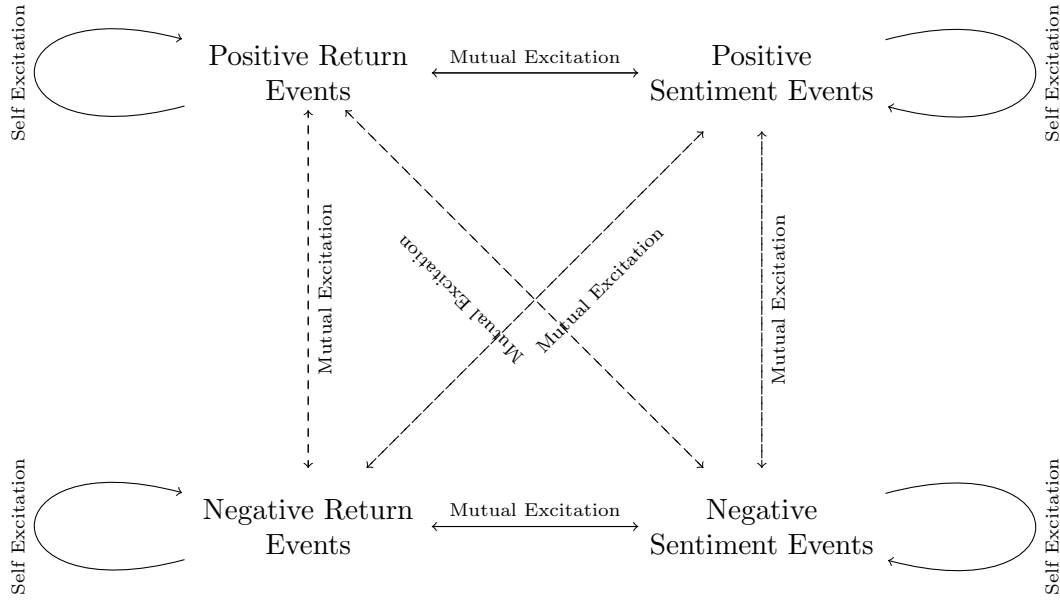 Self Excitation
Positive Return
Events
Mutual Excitation
Positive
Sentiment Events
Self Excitation
Mutual Excitation
Mutual Excitation
Mutual Excitation
Mutual Excitation
Self Excitation
Negative Return
Events
Mutual Excitation
Negative
Sentiment Events
Self Excitation